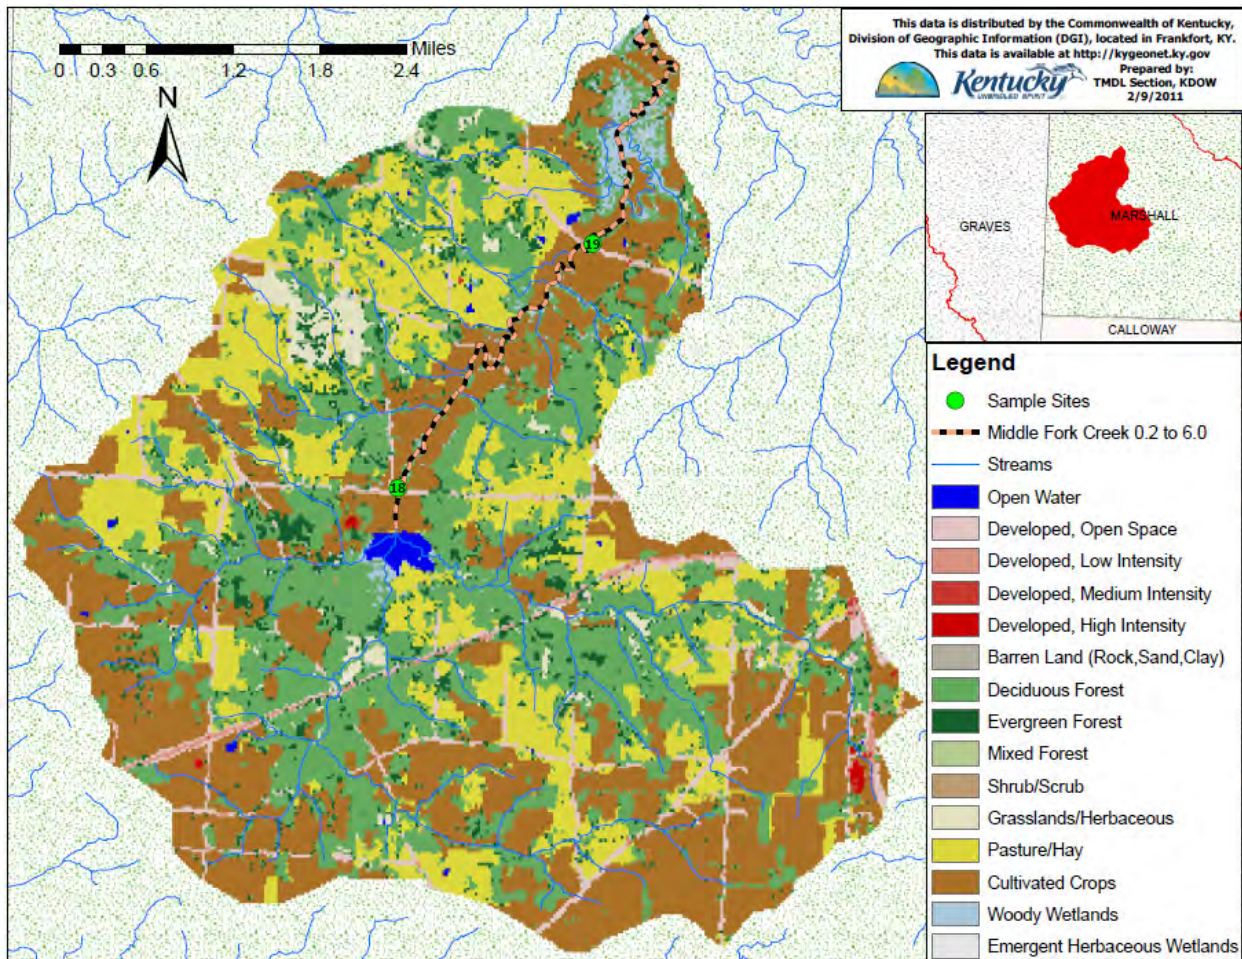 This data is distributed by the Commonwealth of Kentucky,
Division of Geographic Information (DGI), located in Frankfort, KY.
This data is available at http://kygeonet.ky.gov
Kentucky
UNBRIDLED SPIRIT
Prepared by:
TMDL Section, KDOW
2/9/2011
Miles
0 0.3 0.6 1.2 1.8 2.4
N
GRAVES
MARSHALL
CALLOWAY
19
18
Legend
Sample Sites
Middle Fork Creek 0.2 to 6.0
Streams
Open Water
Developed, Open Space
Developed, Low Intensity
Developed, Medium Intensity
Developed, High Intensity
Barren Land (Rock,Sand,Clay)
Deciduous Forest
Evergreen Forest
Mixed Forest
Shrub/Scrub
Grasslands/Herbaceous
Pasture/Hay
Cultivated Crops
Woody Wetlands
Emergent Herbaceous Wetlands